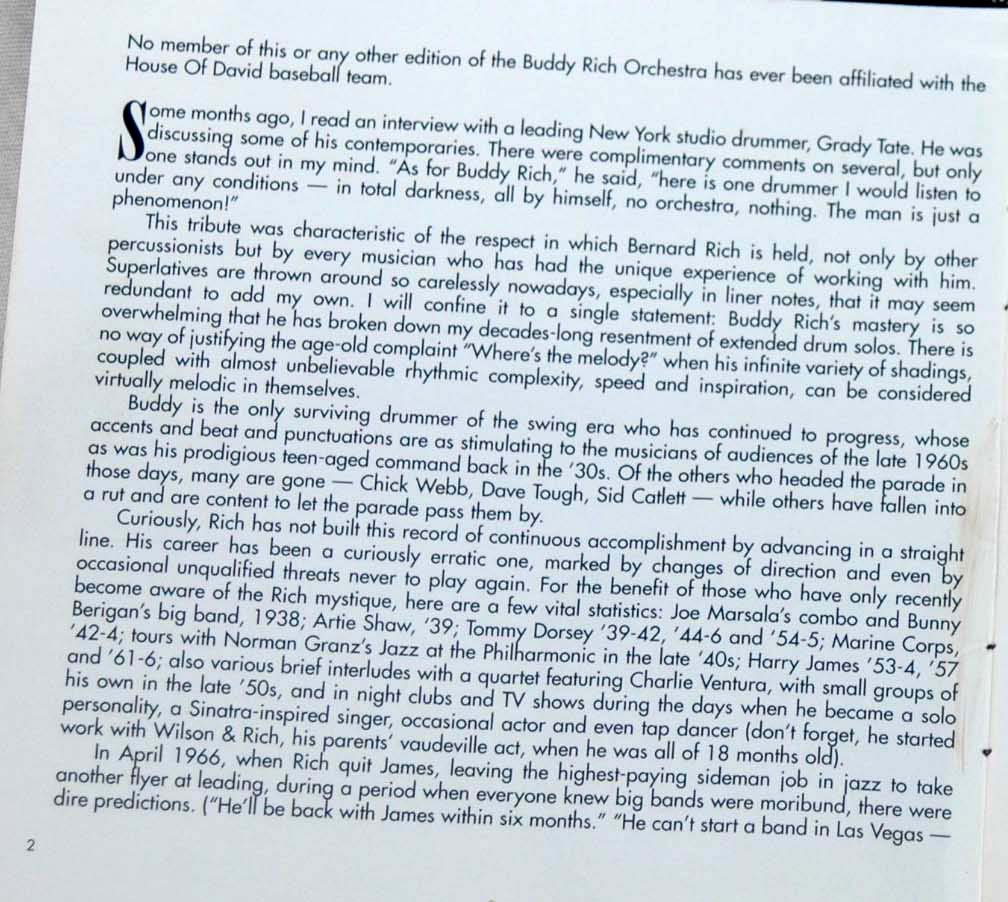 No member of this or any other edition of the Buddy Rich Orchestra has ever been affiliated with the
House Of David baseball team.
Some months ago, I read an interview with a leading New York studio drummer, Grady Tate. He was
discussing some of his contemporaries. There were complimentary comments on several, but only
one stands out in my mind. "As for Buddy Rich," he said, "here is one drummer I would listen to
under any conditions — in total darkness, all by himself, no orchestra, nothing. The man is just a
phenomenon!"
This tribute was characteristic of the respect in which Bernard Rich is held, not only by other
percussionists but by every musician who has had the unique experience of working with him.
Superlatives are thrown around so carelessly nowadays, especially in liner notes, that it may seem
redundant to add my own. I will confine it to a single statement: Buddy Rich's mastery is so
overwhelming that he has broken down my decades-long resentment of extended drum solos. There is
no way of justifying the age-old complaint "Where's the melody?" when his infinite variety of shadings,
coupled with almost unbelievable rhythmic complexity, speed and inspiration, can be considered
virtually melodic in themselves.
Buddy is the only surviving drummer of the swing era who has continued to progress, whose
accents and beat and punctuations are as stimulating to the musicians of audiences of the late 1960s
as was his prodigious teen-aged command back in the '30s. Of the others who headed the parade in
those days, many are gone — Chick Webb, Dave Tough, Sid Catlett — while others have fallen into
a rut and are content to let the parade pass them by.
Curiously, Rich has not built this record of continuous accomplishment by advancing in a straight
line. His career has been a curiously erratic one, marked by changes of direction and even by
occasional unqualified threats never to play again. For the benefit of those who have only recently
become aware of the Rich mystique, here are a few vital statistics: Joe Marsala's combo and Bunny
Berigan's big band, 1938; Artie Shaw, '39; Tommy Dorsey '39-42, '44-6 and '54-5; Marine Corps,
'42-4; tours with Norman Granz's Jazz at the Philharmonic in the late '40s; Harry James '53-4, '57
and '61-6; also various brief interludes with a quartet featuring Charlie Ventura, with small groups of
his own in the late '50s, and in night clubs and TV shows during the days when he became a solo
personality, a Sinatra-inspired singer, occasional actor and even tap dancer (don't forget, he started
work with Wilson & Rich, his parents' vaudeville act, when he was all of 18 months old).
In April 1966, when Rich quit James, leaving the highest-paying sideman job in jazz to take
another flyer at leading, during a period when everyone knew big bands were moribund, there were
dire predictions. ("He'll be back with James within six months." "He can't start a band in Las Vegas —
2